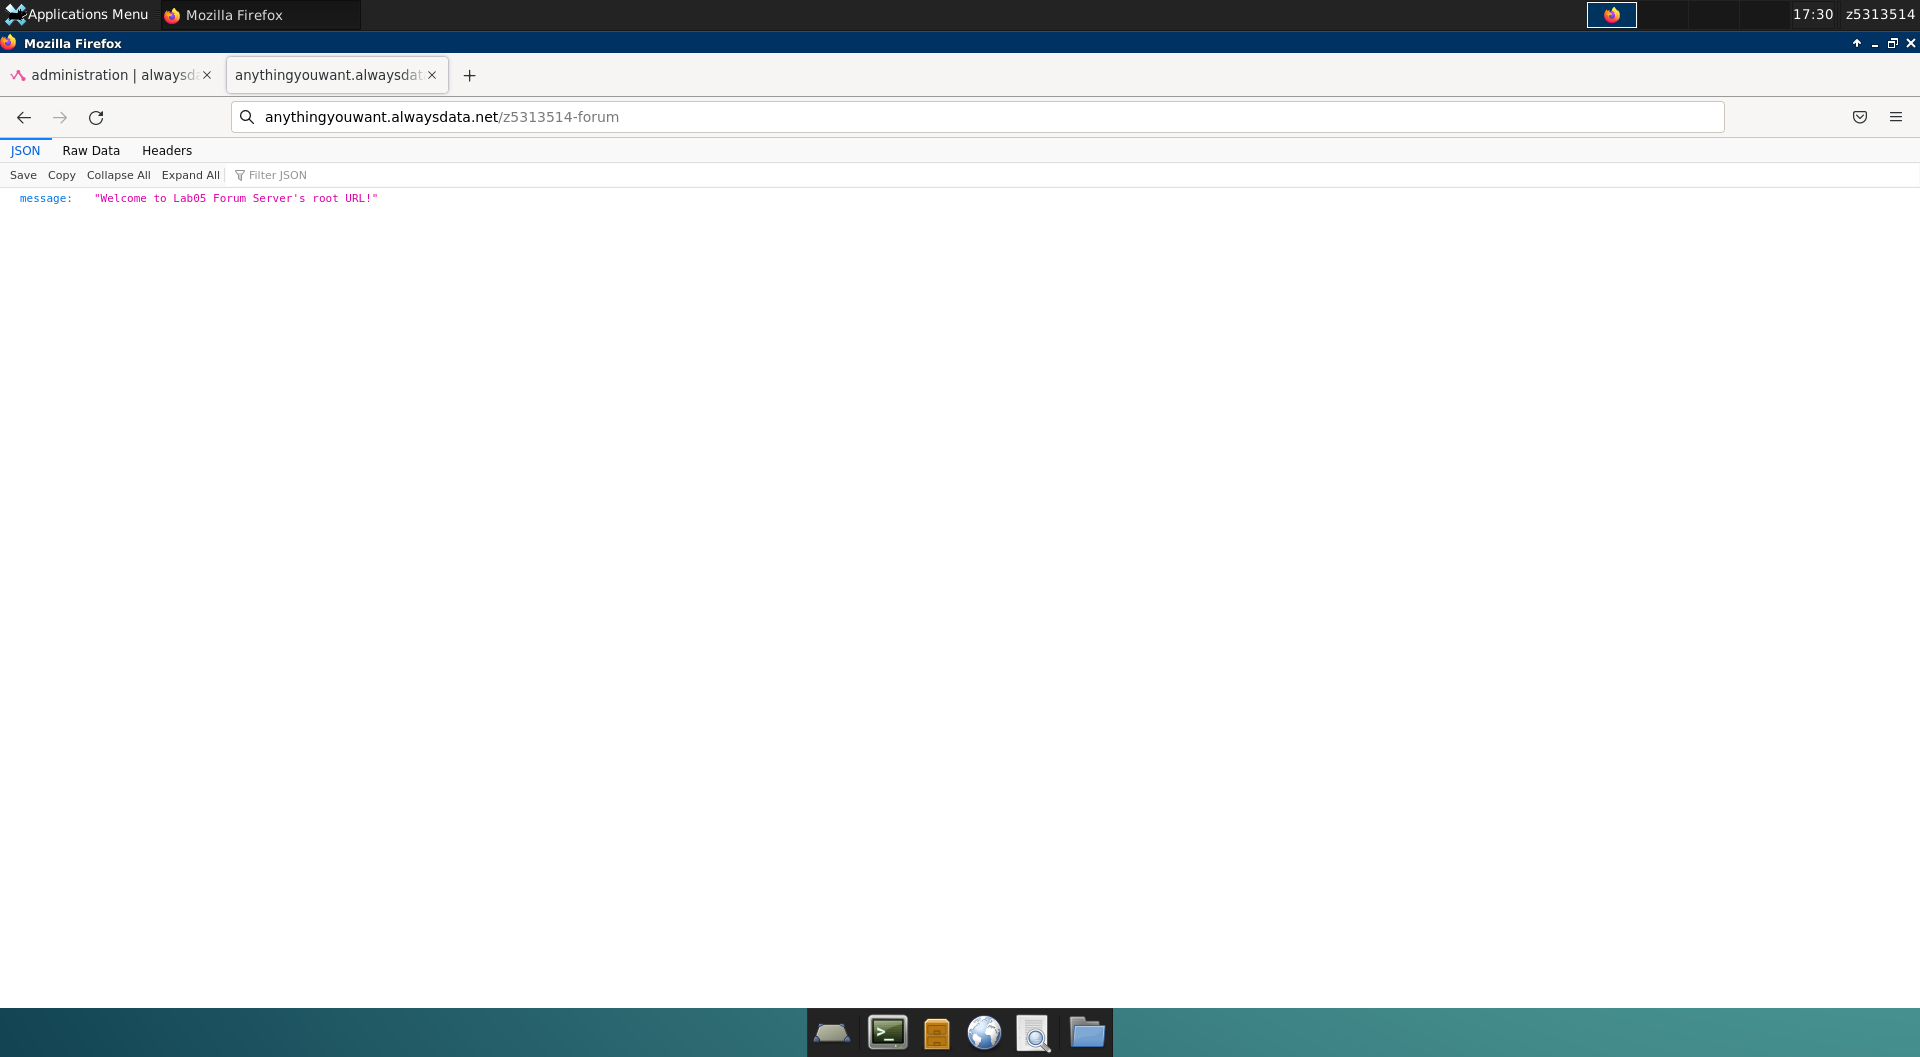 Applications Menu Mozilla Firefox 17:30 z5313514
Mozilla Firefox
administration | alwaysda anythingyouwant.alwaysdat
anythingyouwant.alwaysdata.net/z5313514-forum
JSON Raw Data Headers
Save Copy Collapse All Expand All Filter JSON
message: "Welcome to Lab05 Forum Server's root URL!"